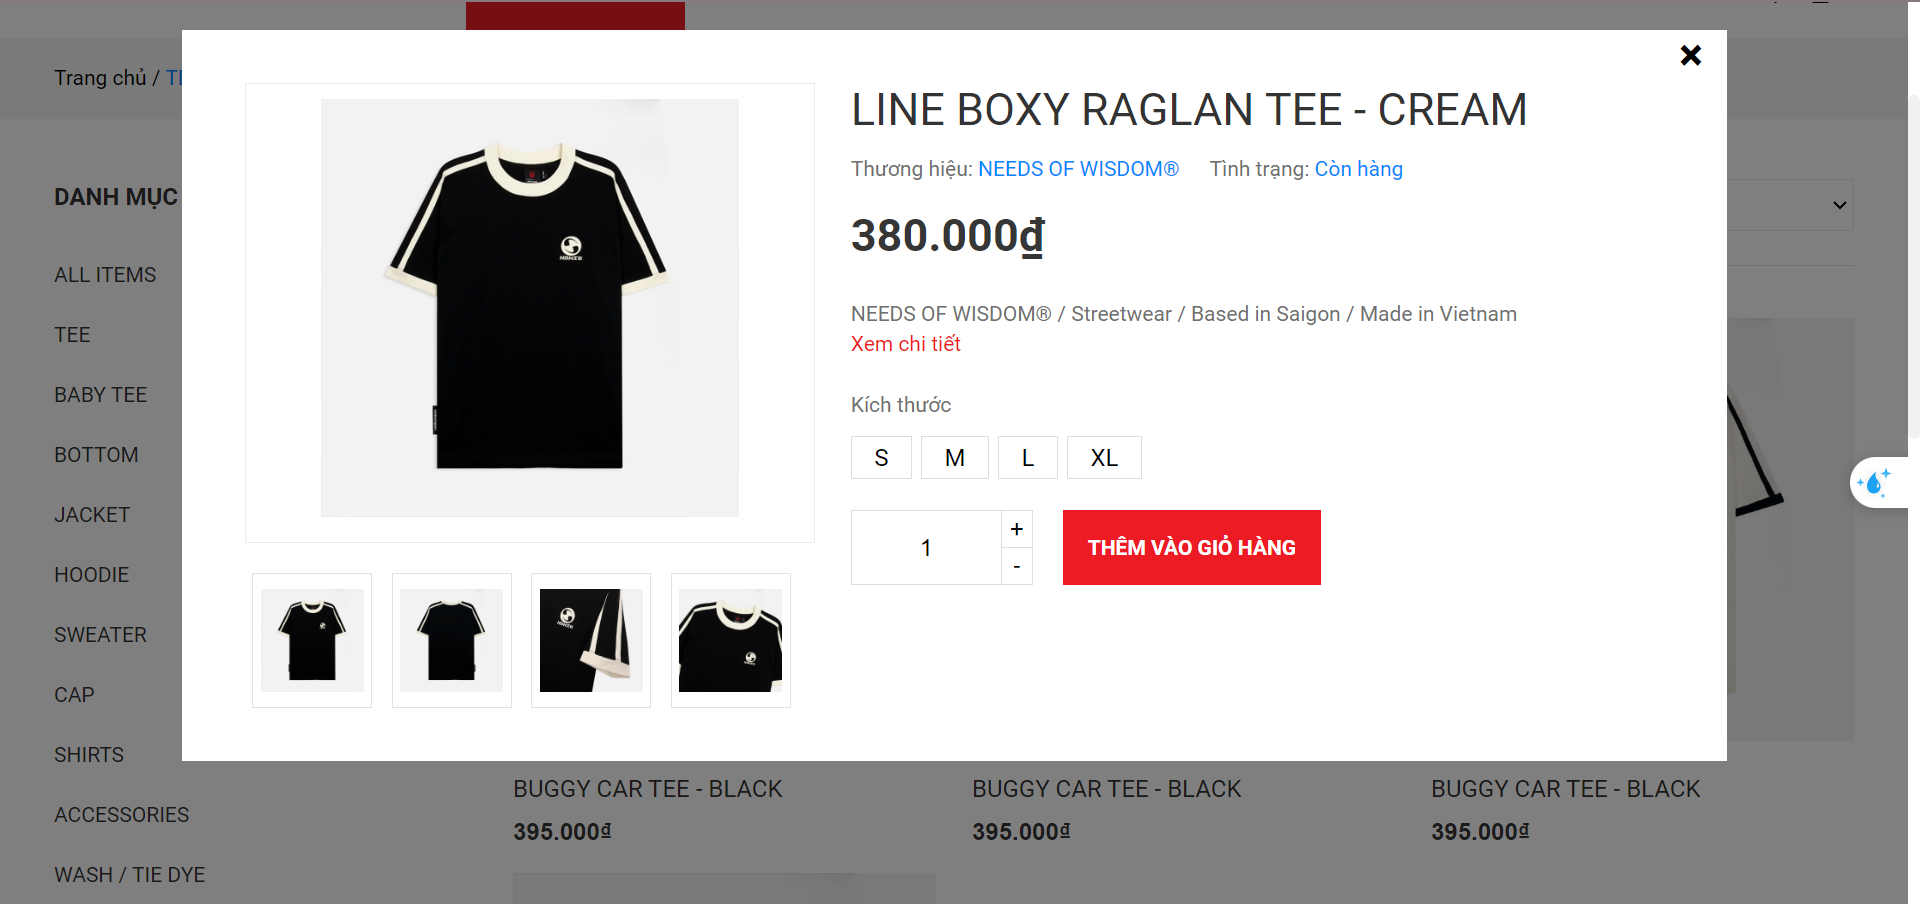 Trang chủ /
DANH MỤC
ALL ITEMS
TEE
BABY TEE
BOTTOM
JACKET
HOODIE
SWEATER
CAP
SHIRTS
ACCESSORIES
WASH / TIE DYE
LINE BOXY RAGLAN TEE - CREAM
Thương hiệu: NEEDS OF WISDOM® Tình trạng: Còn hàng
380.000₫
NEEDS OF WISDOM® / Streetwear / Based in Saigon / Made in Vietnam
Xem chi tiết
Kích thước
S M L XL
1 + -
THÊM VÀO GIỎ HÀNG
BUGGY CAR TEE - BLACK
395.000₫
BUGGY CAR TEE - BLACK
395.000₫
BUGGY CAR TEE - BLACK
395.000₫